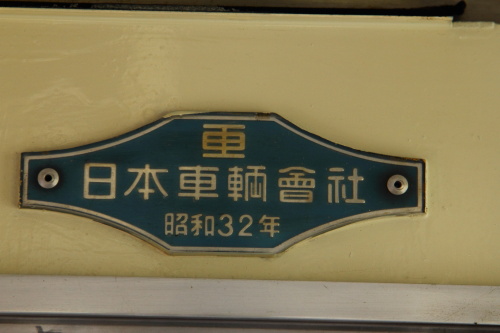 車
日本車輌會社
昭和32年